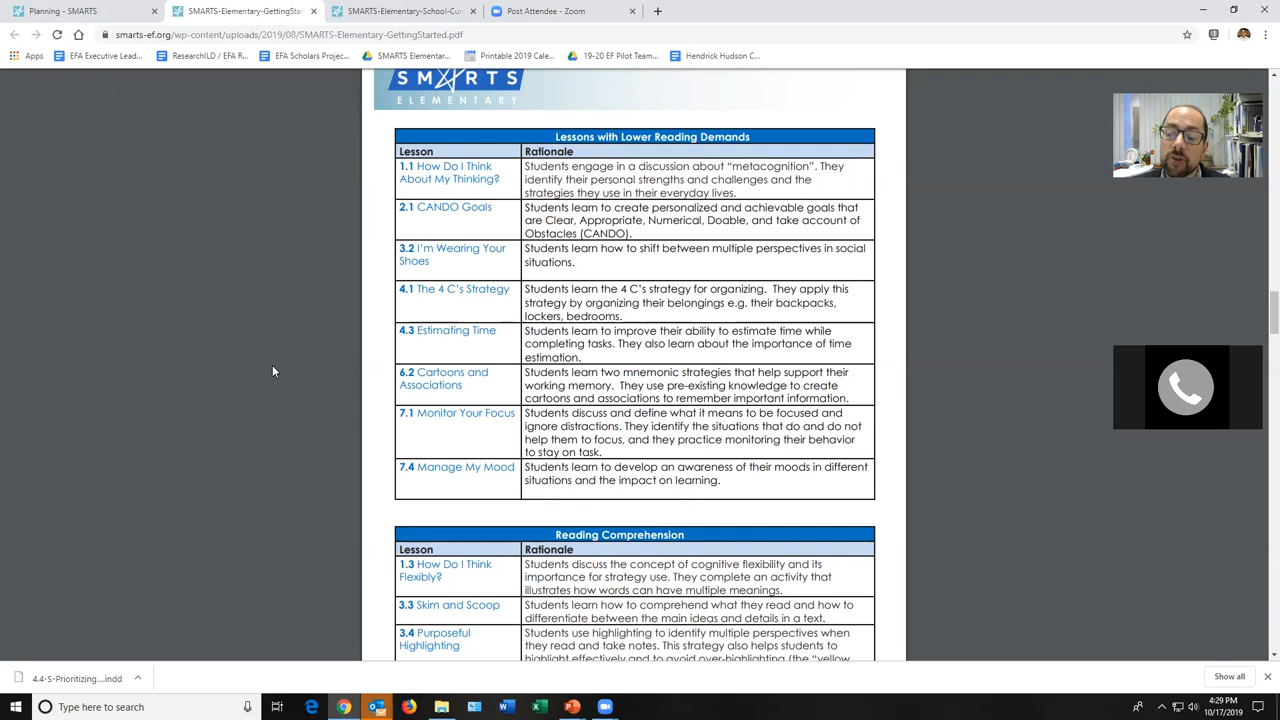 Planning - SMARTS
SMARTS-Elementary-GettingStar
SMARTS-Elementary-School-Cur
Post Attendee - Zoom
smarts-ef.org/wp-content/uploads/2019/08/SMARTS-Elementary-GettingStarted.pdf
Apps
EFA Executive Lead...
ResearchILD / EFA R...
EFA Scholars Projec...
SMARTS Elementar...
Printable 2019 Cale...
19-20 EF Pilot Team...
Hendrick Hudson C...
SMARTS
ELEMENTARY
Lessons with Lower Reading Demands
Lesson Rationale
1.1 How Do I Think About My Thinking?
Students engage in a discussion about “metacognition”. They
identify their personal strengths and challenges and the
strategies they use in their everyday lives.
2.1 CANDO Goals
Students learn to create personalized and achievable goals that
are Clear, Appropriate, Numerical, Doable, and take account of
Obstacles (CANDO).
3.2 I’m Wearing Your
Shoes
Students learn how to shift between multiple perspectives in social
situations.
4.1 The 4 C’s Strategy
Students learn the 4 C’s strategy for organizing. They apply this
strategy by organizing their belongings e.g. their backpacks,
lockers, bedrooms.
4.3 Estimating Time
Students learn to improve their ability to estimate time while
completing tasks. They also learn about the importance of time
estimation.
6.2 Cartoons and
Associations
Students learn two mnemonic strategies that help support their
working memory. They use pre-existing knowledge to create
cartoons and associations to remember important information.
7.1 Monitor Your Focus
Students discuss and define what it means to be focused and
ignore distractions. They identify the situations that do and do not
help them to focus, and they practice monitoring their behavior
to stay on task.
7.4 Manage My Mood
Students learn to develop an awareness of their moods in different
situations and the impact on learning.
Reading Comprehension
Lesson Rationale
1.3 How Do I Think
Flexibly?
Students discuss the concept of cognitive flexibility and its
importance for strategy use. They complete an activity that
illustrates how words can have multiple meanings.
3.3 Skim and Scoop
Students learn how to comprehend what they read and how to
differentiate between the main ideas and details in a text.
3.4 Purposeful
Highlighting
Students use highlighting to identify multiple perspectives when
they read and take notes. This strategy also helps students to
highlight effectively and to avoid over-highlighting (the “yellow
4.4-S-Prioritizing....indd
Show all
Type here to search
4:29 PM
10/17/2019